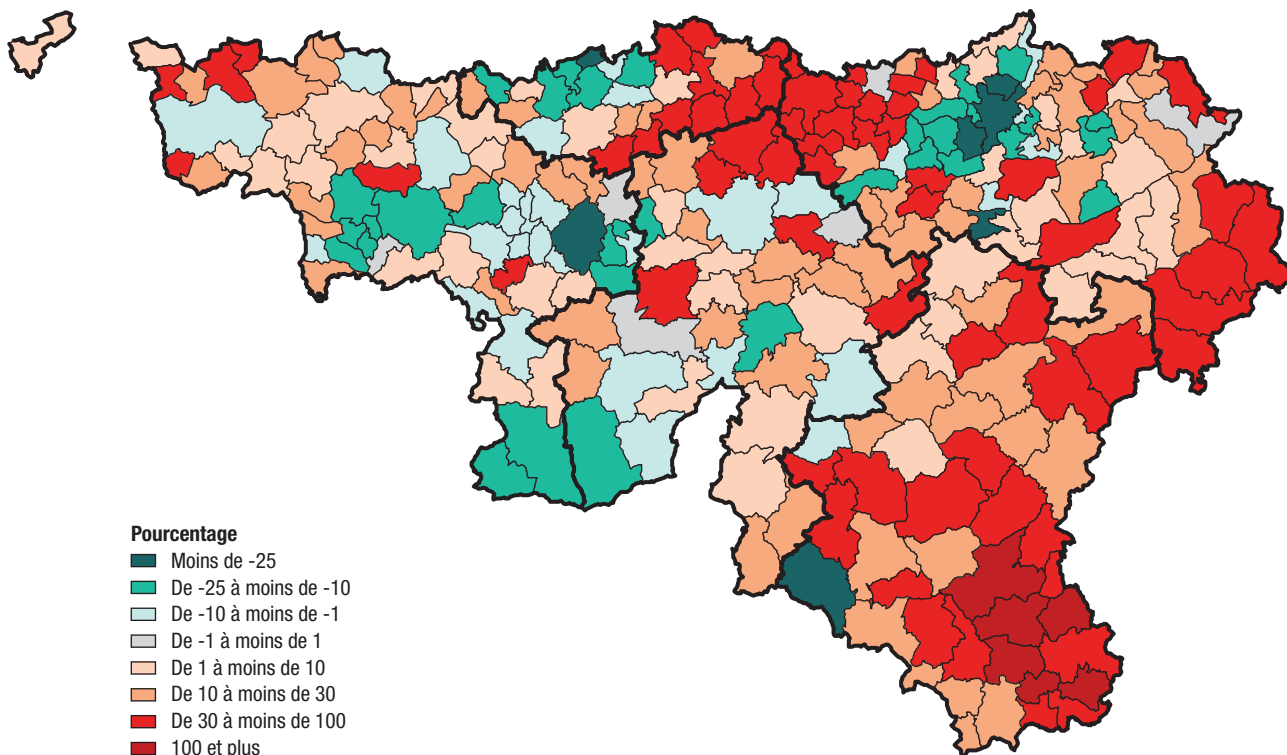 Pourcentage
Moins de -25
De -25 à moins de -10
De -10 à moins de -1
De -1 à moins de 1
De 1 à moins de 10
De 10 à moins de 30
De 30 à moins de 100
100 et plus